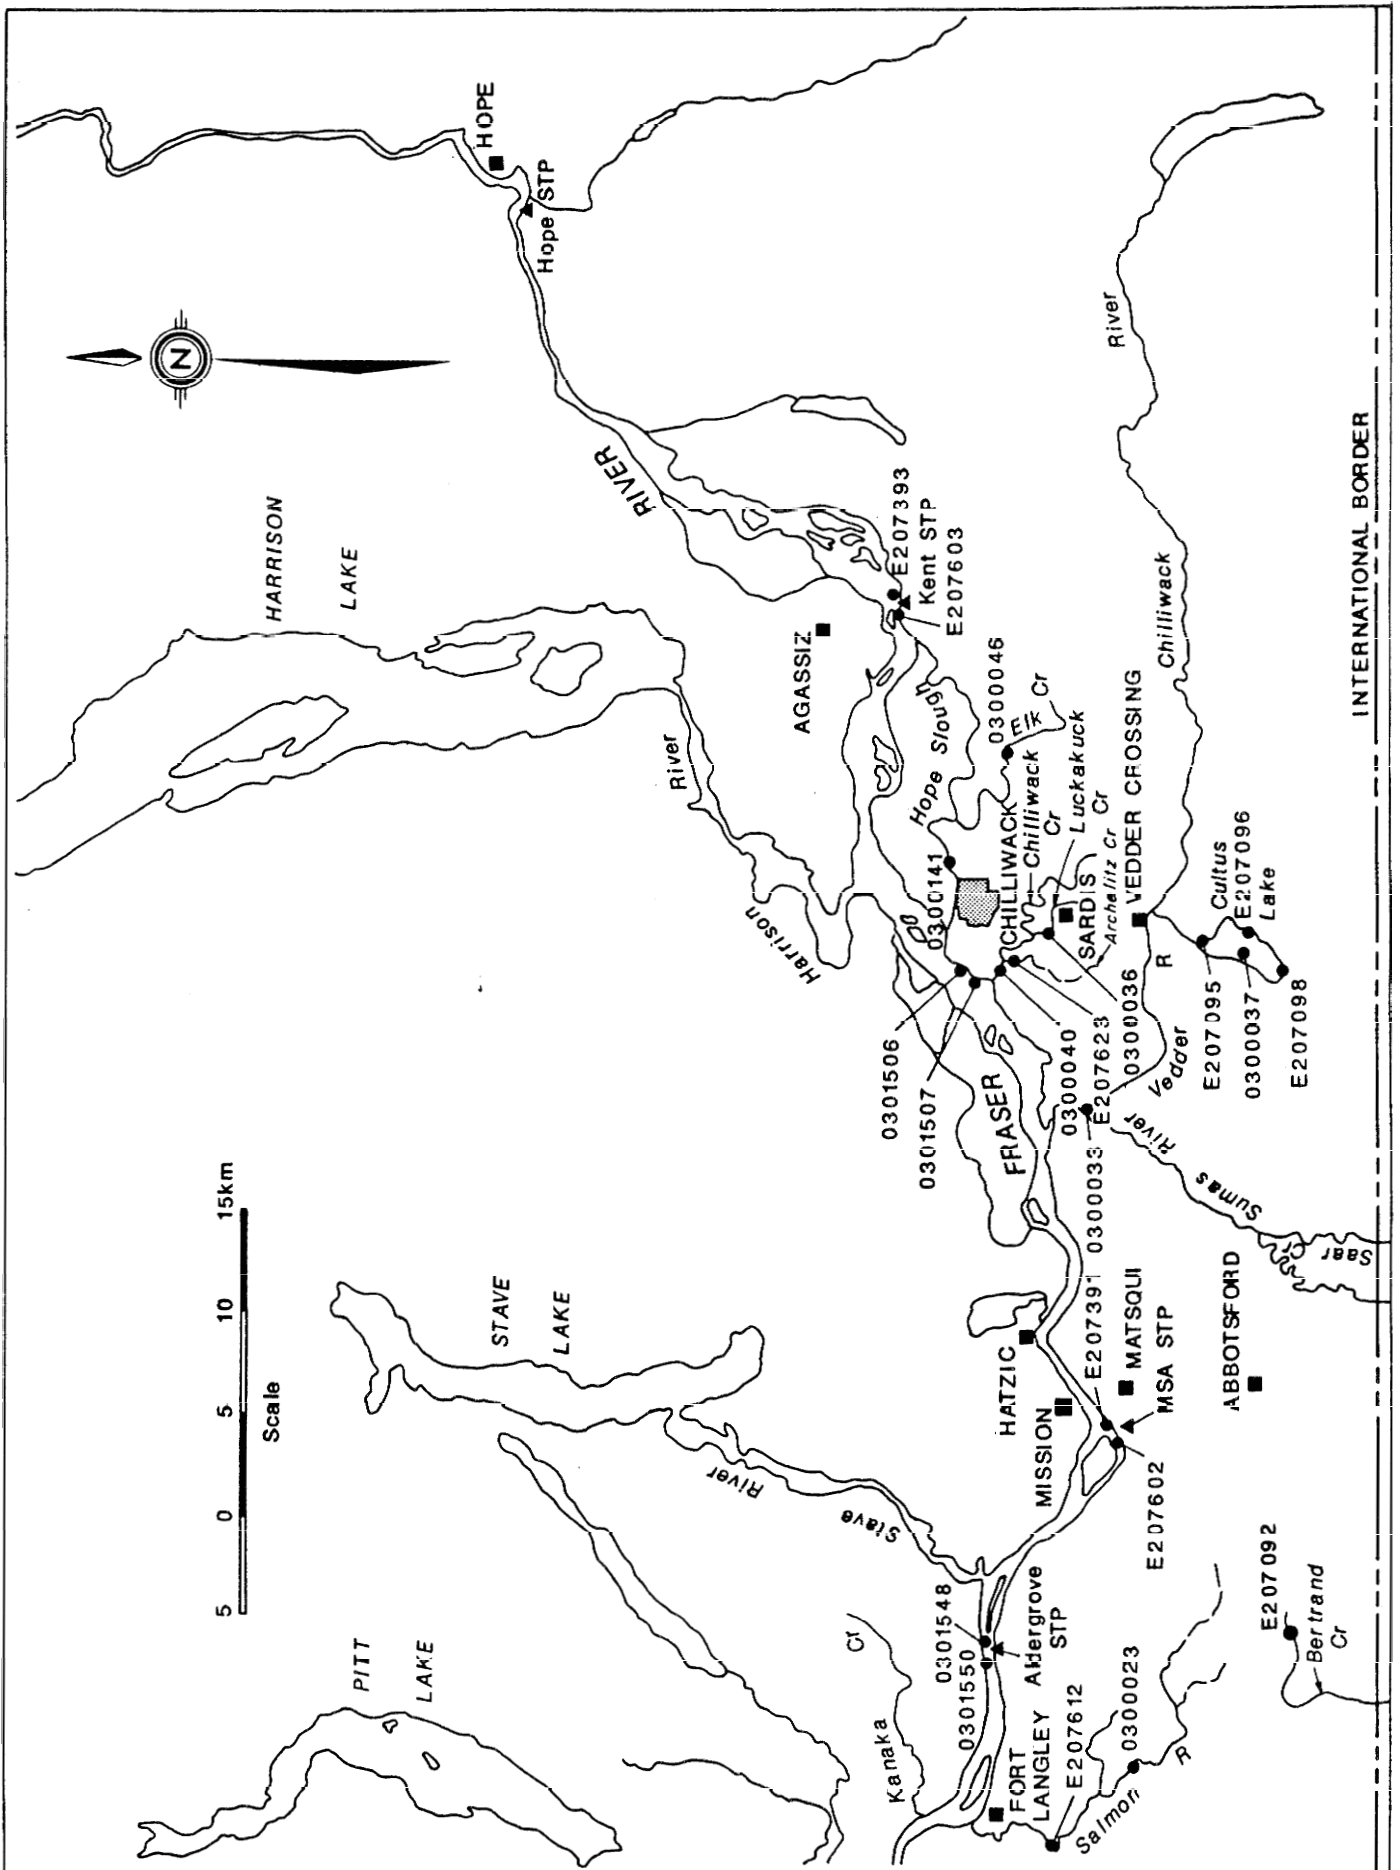 PITT
LAKE
STAVE
LAKE
HARRISON
LAKE
5
0
5
10
15km
Scale
N
HOPE
Hope STP
RIVER
River
Harrison
AGASSIZ
E207393
Kent STP
E207603
Hope Slough
0300046
Elk Cr
0300141
CHILLIWACK
Chilliwack
Cr
Luckakuck
Cr
SARDIS
Archelitz Cr
VEDDER CROSSING
Chilliwack
River
Cultus
Lake
E207096
E207095
0300037
E207098
0301506
0301507
0300040
E207623
0300036
Vedder
R
FRASER
0300033
Sumas
River
Saar
Cr
HATZIC
MISSION
E207391
MATSQUI
MSA STP
E207602
ABBOTSFORD
Stave
River
Kanaka
Cr
0301548
0301550
Aldergrove
STP
FORT
LANGLEY
E207612
0300023
Salmon
R
E207092
Bertrand
Cr
INTERNATIONAL BORDER